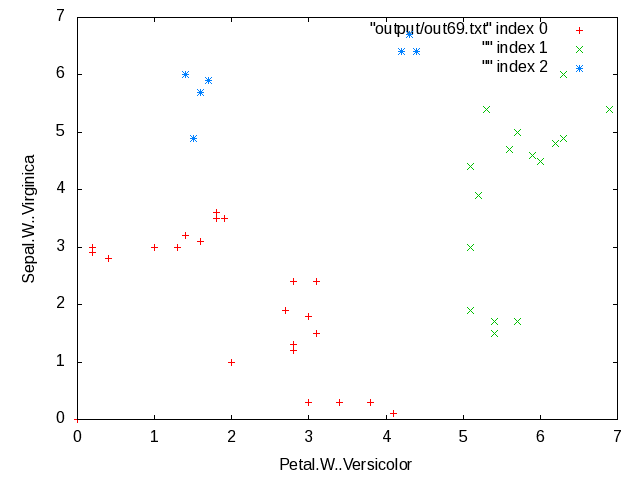 7
6
5
4
3
2
1
0
0 1 2 3 4 5 6 7
Sepal.W..Virginica
Petal.W..Versicolor
"output/out69.txt" index 0
"" index 1
"" index 2